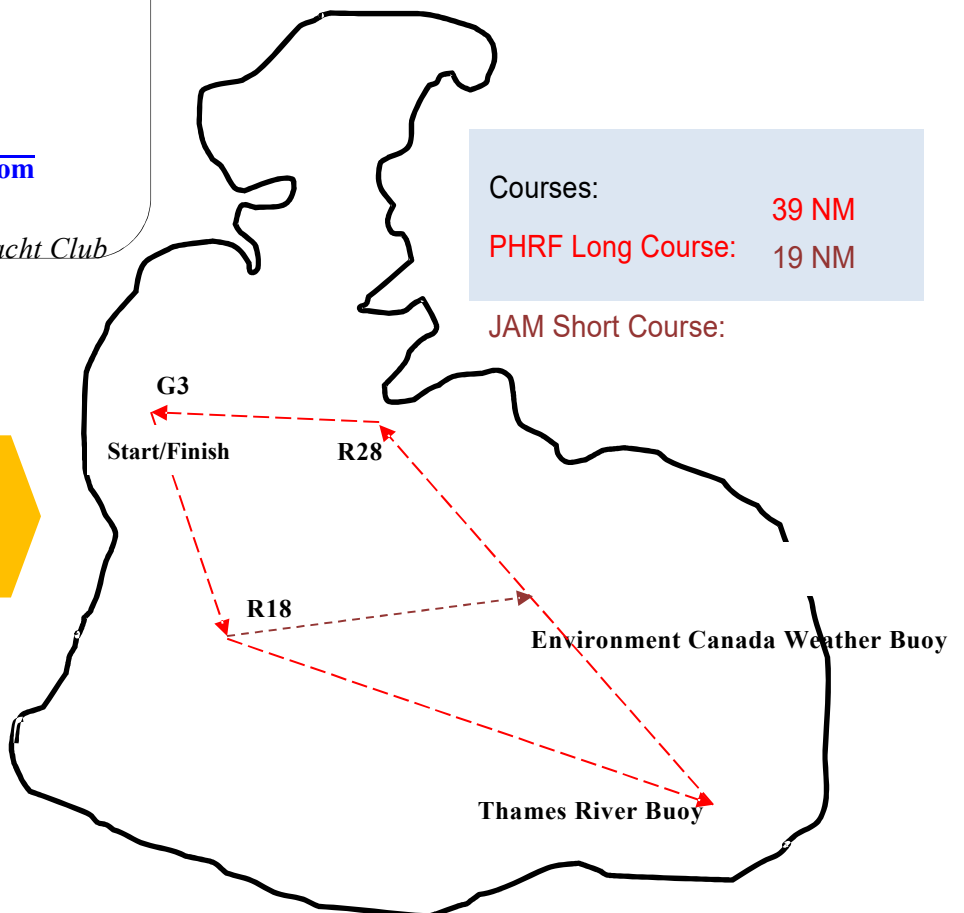 om
acht Club
Courses:
39 NM
PHRF Long Course:
19 NM
JAM Short Course:
G3
Start/Finish
R28
R18
Environment Canada Weather Buoy
Thames River Buoy